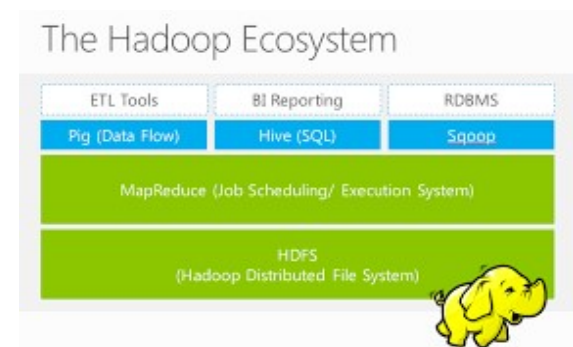 The Hadoop Ecosystem
ETL Tools
BI Reporting
RDBMS
Pig (Data Flow)
Hive (SQL)
Sqoop
MapReduce (Job Scheduling/ Execution System)
HDFS
(Hadoop Distributed File System)